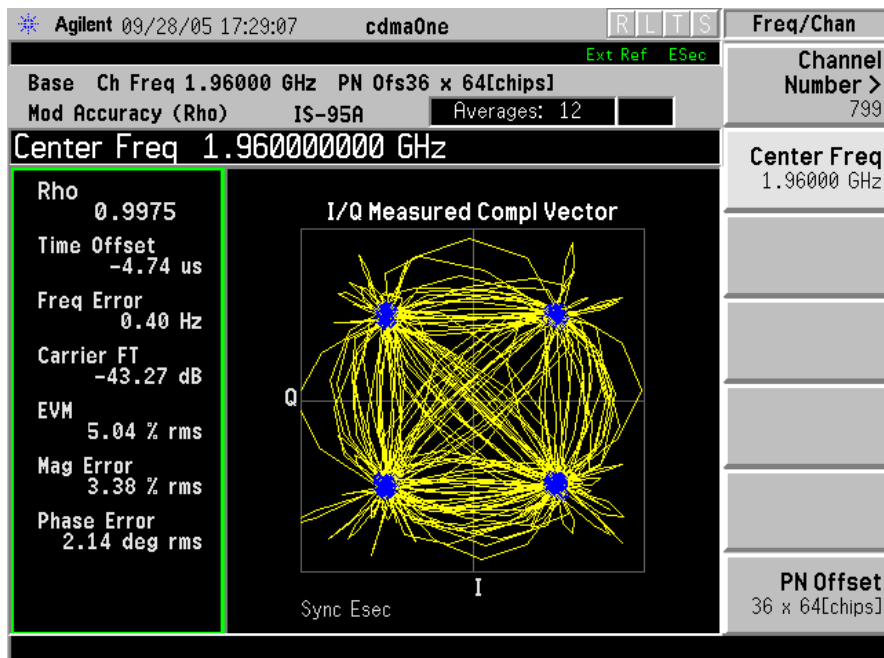 Agilent 09/28/05 17:29:07 cdmaOne R L T S Freq/Chan
Ext Ref ESec
Base Ch Freq 1.96000 GHz PN Ofs36 x 64[chips]
Mod Accuracy (Rho) IS-95A Averages: 12
Center Freq 1.960000000 GHz
Rho
0.9975
Time Offset
-4.74 us
Freq Error
0.40 Hz
Carrier FT
-43.27 dB
EVM
5.04 % rms
Mag Error
3.38 % rms
Phase Error
2.14 deg rms
I/Q Measured Compl Vector
Q
I
Sync Esec
Channel
Number >
799
Center Freq
1.96000 GHz
PN Offset
36 x 64[chips]